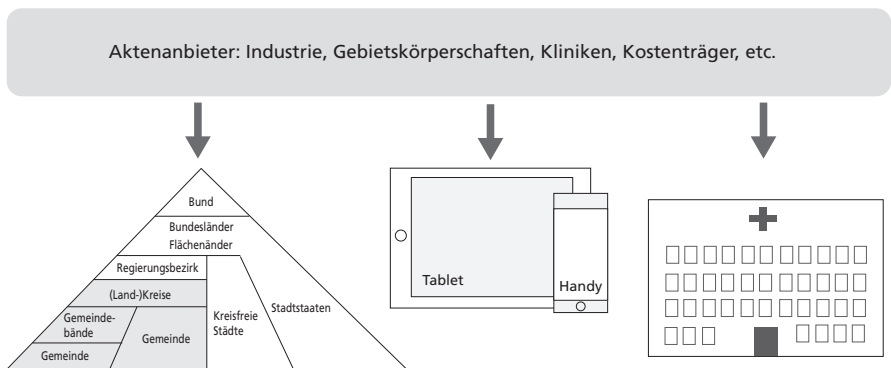 Aktenanbieter: Industrie, Gebietskörperschaften, Kliniken, Kostenträger, etc.
Bund
Bundesländer
Flächenänder
Regierungsbezirk
(Land-)Kreise
Gemeinde-
bände
Gemeinde
Gemeinde
Kreisfreie
Städte
Stadtstaaten
Tablet
Handy